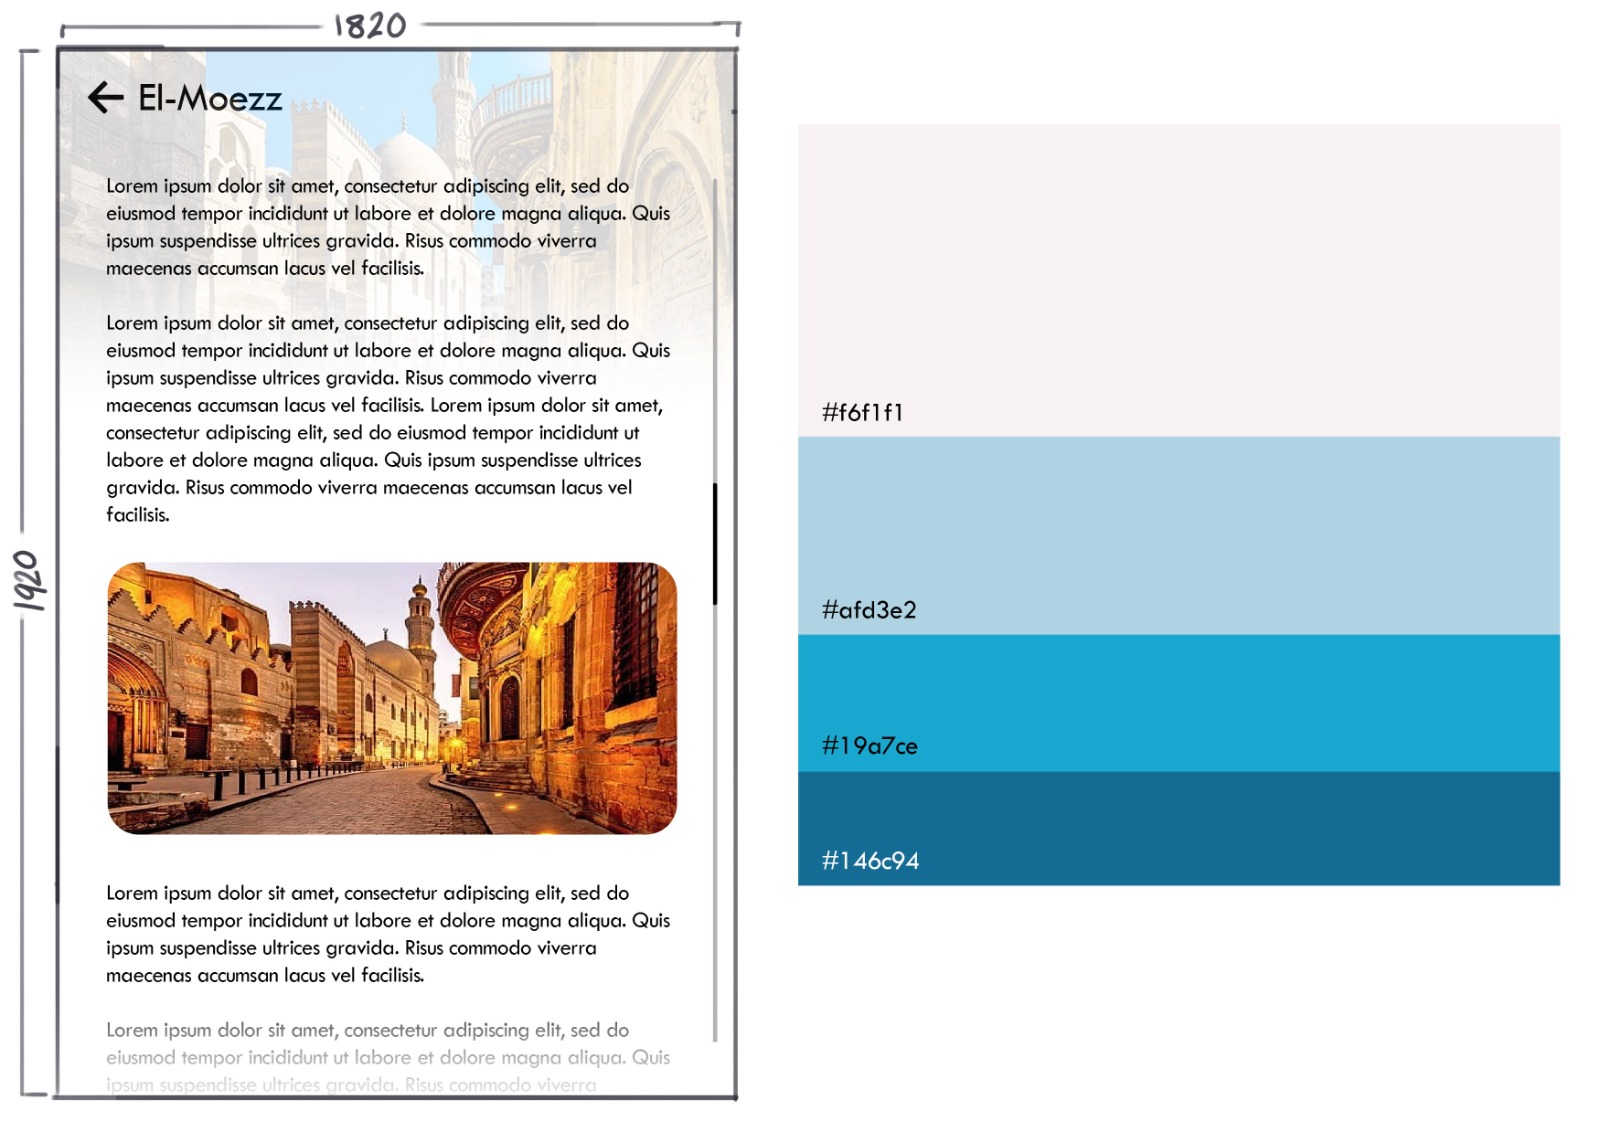 1820
1920
El-Moezz
Lorem ipsum dolor sit amet, consectetur adipiscing elit, sed do
eiusmod tempor incididunt ut labore et dolore magna aliqua. Quis
ipsum suspendisse ultrices gravida. Risus commodo viverra
maecenas accumsan lacus vel facilisis.
Lorem ipsum dolor sit amet, consectetur adipiscing elit, sed do
eiusmod tempor incididunt ut labore et dolore magna aliqua. Quis
ipsum suspendisse ultrices gravida. Risus commodo viverra
maecenas accumsan lacus vel facilisis. Lorem ipsum dolor sit amet,
consectetur adipiscing elit, sed do eiusmod tempor incididunt ut
labore et dolore magna aliqua. Quis ipsum suspendisse ultrices
gravida. Risus commodo viverra maecenas accumsan lacus vel
facilisis.
Lorem ipsum dolor sit amet, consectetur adipiscing elit, sed do
eiusmod tempor incididunt ut labore et dolore magna aliqua. Quis
ipsum suspendisse ultrices gravida. Risus commodo viverra
maecenas accumsan lacus vel facilisis.
Lorem ipsum dolor sit amet, consectetur adipiscing elit, sed do
eiusmod tempor incididunt ut labore et dolore magna aliqua. Quis
ipsum suspendisse ultrices gravida. Risus commodo viverra
#f6f1f1
#afd3e2
#19a7ce
#146c94